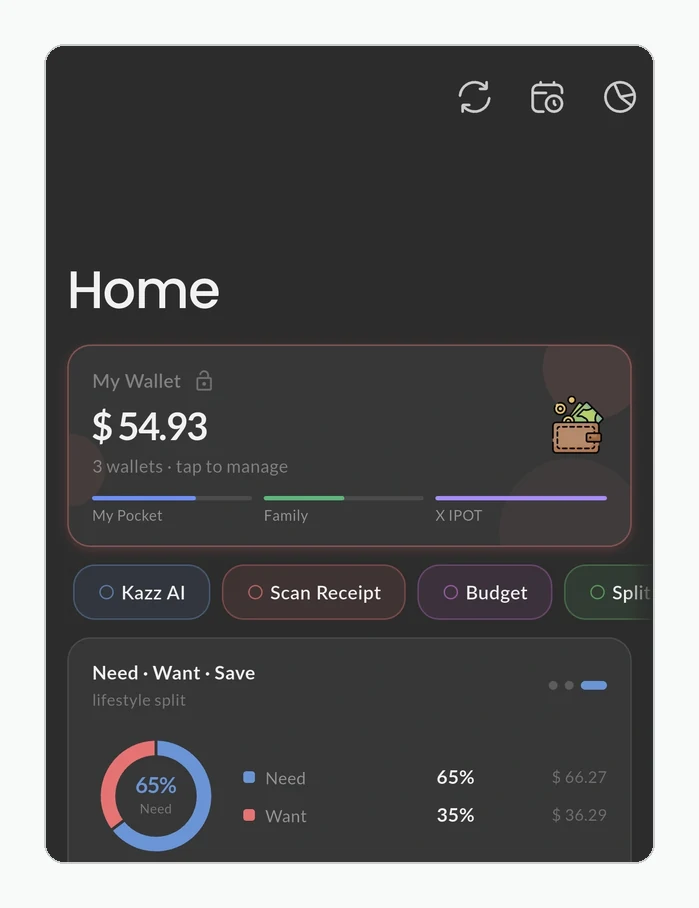 Home
My Wallet
$ 54.93
3 wallets · tap to manage
My Pocket Family X IPOT
Kazz AI Scan Receipt Budget Split
Need · Want · Save
lifestyle split
65%
Need
Need 65% $ 66.27
Want 35% $ 36.29